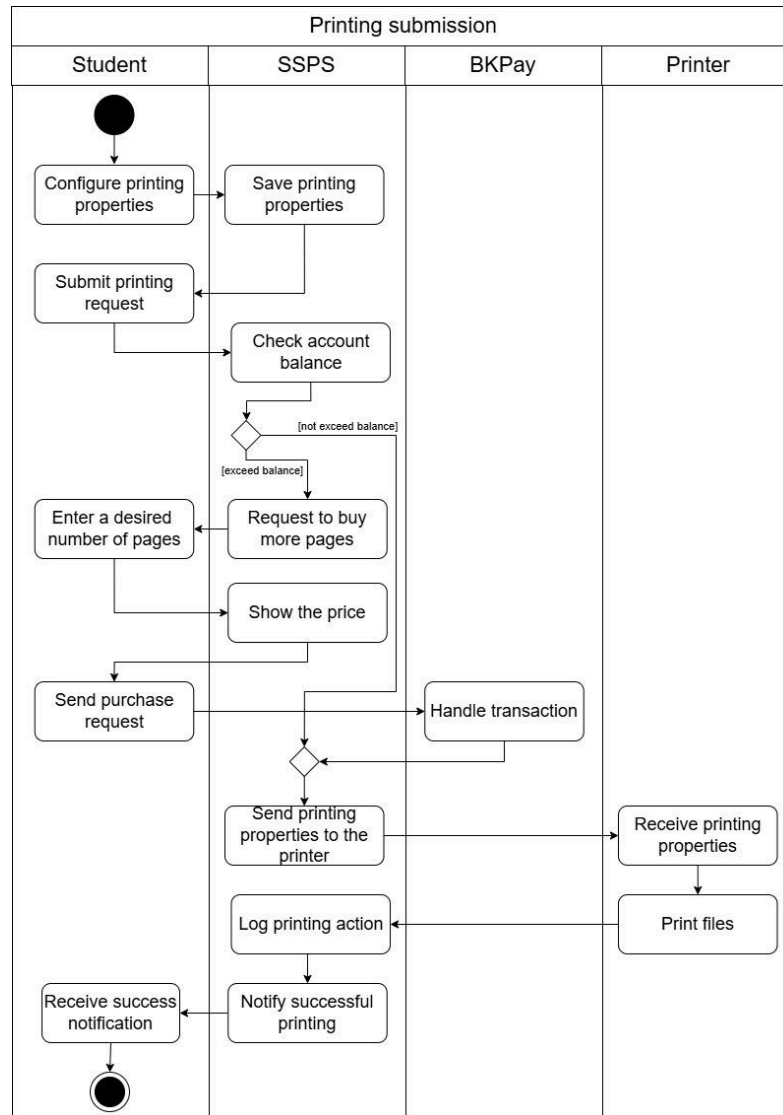 Printing submission
Student
SSPS
BKPay
Printer
Configure printing
properties
Save printing
properties
Submit printing
request
Check account
balance
[not exceed balance]
[exceed balance]
Enter a desired
number of pages
Request to buy
more pages
Show the price
Send purchase
request
Handle transaction
Send printing
properties to the
printer
Receive printing
properties
Log printing action
Print files
Receive success
notification
Notify successful
printing